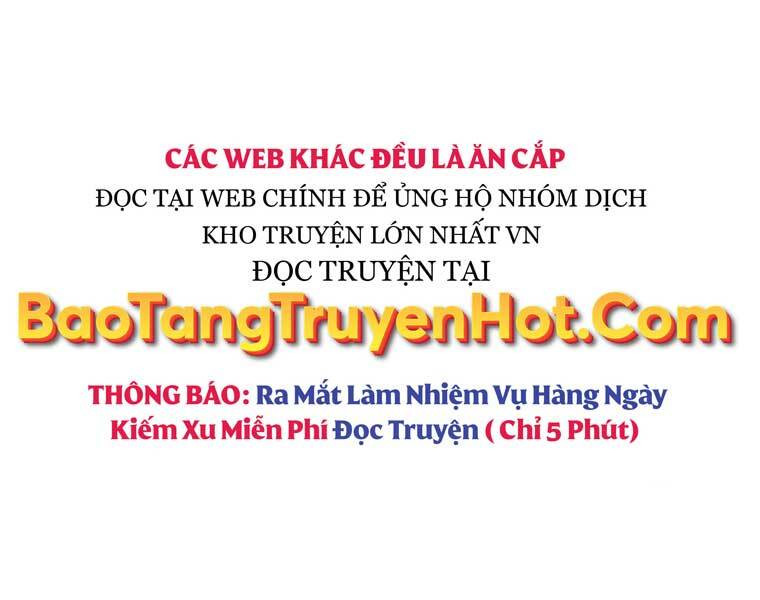 CÁC WEB KHÁC ĐỀU LÀ ĂN CẮP
ĐỌC TẠI WEB CHÍNH ĐỂ ỦNG HỘ NHÓM DỊCH
KHO TRUYỆN LỚN NHẤT VN
ĐỌC TRUYỆN TẠI
BaoTangTruyenHot.Com
THÔNG BÁO: Ra Mắt Làm Nhiệm Vụ Hàng Ngày
Kiếm Xu Miễn Phí Đọc Truyện ( Chỉ 5 Phút)